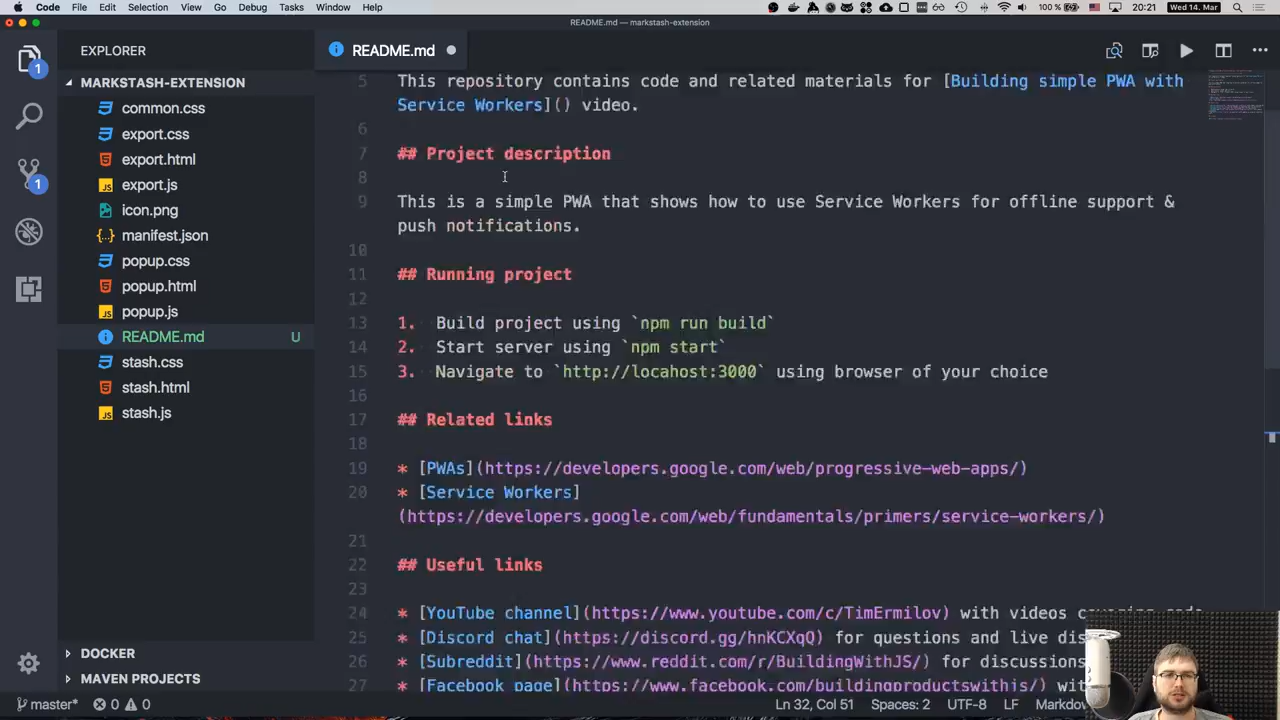 Code File Edit Selection View Go Debug Tasks Window Help 100 % Wed 14. Mar 20:21
README.md — markstash-extension
EXPLORER
README.md
MARKSTASH-EXTENSION
common.css
export.css
export.html
export.js
icon.png
manifest.json
popup.css
popup.html
popup.js
README.md U
stash.css
stash.html
stash.js
DOCKER
MAVEN PROJECTS
1
1
5 This repository contains code and related materials for [Building simple PWA with
Service Workers]() video.
6
7 ## Project description
8
9 This is a simple PWA that shows how to use Service Workers for offline support &
push notifications.
10
11 ## Running project
12
13 1. Build project using `npm run build`
14 2. Start server using `npm start`
15 3. Navigate to `http://locahost:3000` using browser of your choice
16
17 ## Related links
18
19 * [PWAs](https://developers.google.com/web/progressive-web-apps/)
20 * [Service Workers]
(https://developers.google.com/web/fundamentals/primers/service-workers/)
21
22 ## Useful links
23
24 * [YouTube channel](https://www.youtube.com/c/TimErmilov) with videos
25 * [Discord chat](https://discord.gg/hnKCXqQ) for questions and live
26 * [Subreddit](https://www.reddit.com/r/BuildingWithJS/) for discussions
27 * [Facebook page](https://www.facebook.com/buildingproductswithjs/)
master* 0 0 Ln 32, Col 51 Spaces: 2 UTF-8 LF